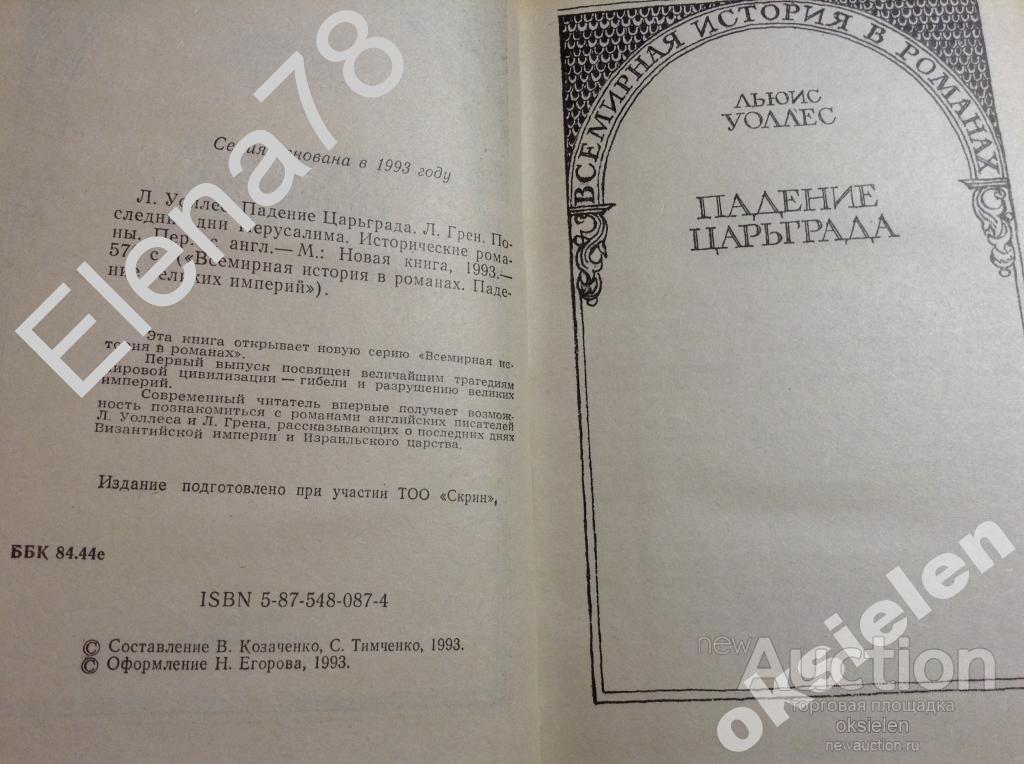 Серия основана в 1993 году
Л. Уоллес. Падение Царьграда. Л. Грен. По-
следние дни Иерусалима. Исторические рома-
ны. Пер. с англ.— М.: Новая книга, 1993.—
с. («Всемирная история в романах. Паде-
ние великих империй»).
Эта книга открывает новую серию «Всемирная ис-
тория в романах».
Первый выпуск посвящен величайшим трагедиям
мировой цивилизации — гибели и разрушению великих
империй.
Современный читатель впервые получает возмож-
ность познакомиться с романами английских писателей
Л. Уоллеса и Л. Грена, рассказывающих о последних днях
Византийской империи и Израильского царства.
Издание подготовлено при участии ТОО «Скрин»,
ББК 84.44е
ISBN 5-87-548-087-4
© Составление В. Козаченко, С. Тимченко, 1993.
© Оформление Н. Егорова, 1993.
Elena78
ВСЕМИРНАЯ ИСТОРИЯ В РОМАНАХ
ЛЬЮИС
УОЛЛЕС
ПАДЕНИЕ
ЦАРЬГРАДА
oksielen
newAuction
торговая площадка
oksielen
newauction.ru